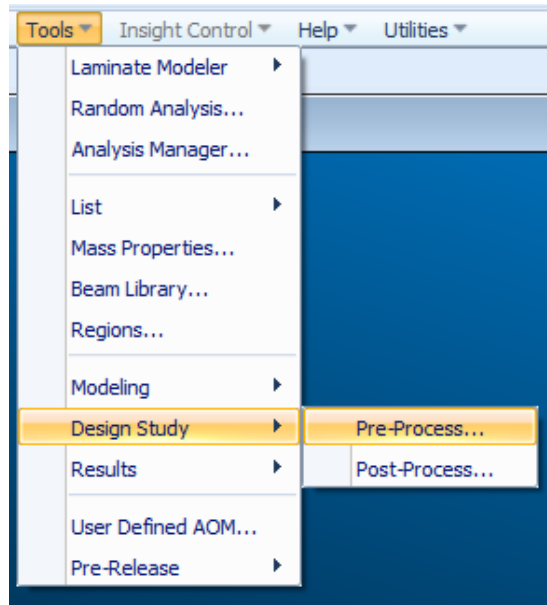 Tools Insight Control Help Utilities
Laminate Modeler
Random Analysis...
Analysis Manager...
List
Mass Properties...
Beam Library...
Regions...
Modeling
Design Study Pre-Process...
Results Post-Process...
User Defined AOM...
Pre-Release